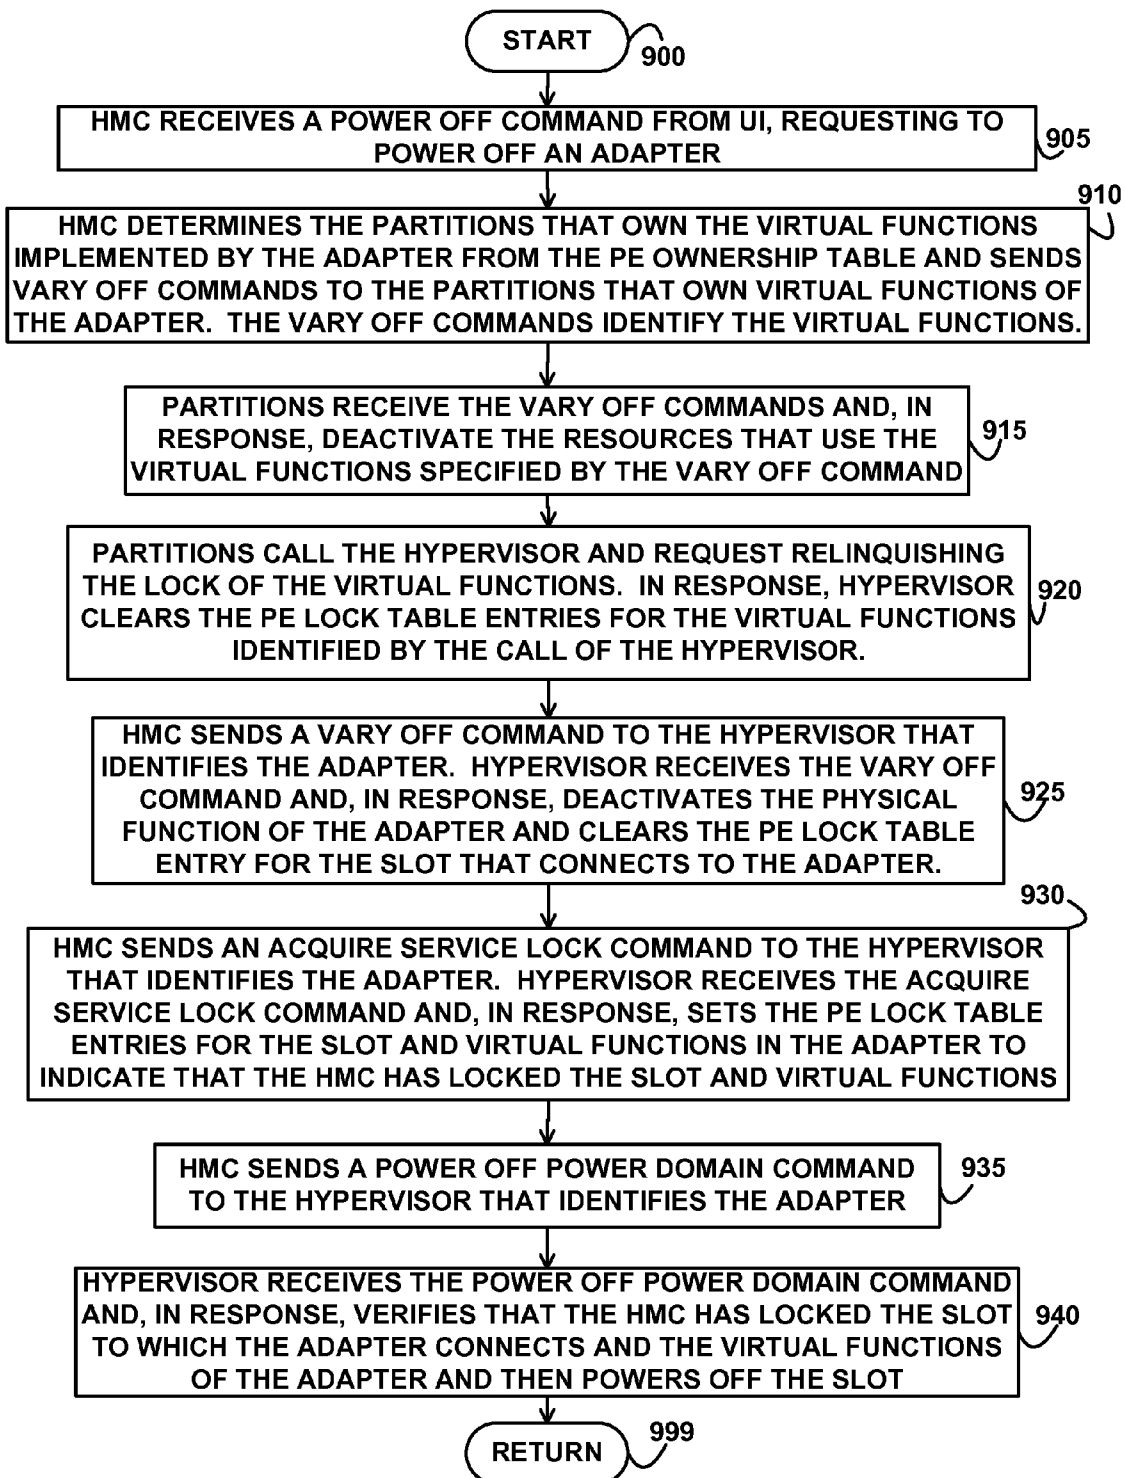 START
900
HMC RECEIVES A POWER OFF COMMAND FROM UI, REQUESTING TO
POWER OFF AN ADAPTER
905
910
HMC DETERMINES THE PARTITIONS THAT OWN THE VIRTUAL FUNCTIONS
IMPLEMENTED BY THE ADAPTER FROM THE PE OWNERSHIP TABLE AND SENDS
VARY OFF COMMANDS TO THE PARTITIONS THAT OWN VIRTUAL FUNCTIONS OF
THE ADAPTER. THE VARY OFF COMMANDS IDENTIFY THE VIRTUAL FUNCTIONS.
PARTITIONS RECEIVE THE VARY OFF COMMANDS AND, IN
RESPONSE, DEACTIVATE THE RESOURCES THAT USE THE
VIRTUAL FUNCTIONS SPECIFIED BY THE VARY OFF COMMAND
915
PARTITIONS CALL THE HYPERVISOR AND REQUEST RELINQUISHING
THE LOCK OF THE VIRTUAL FUNCTIONS. IN RESPONSE, HYPERVISOR
CLEARS THE PE LOCK TABLE ENTRIES FOR THE VIRTUAL FUNCTIONS
IDENTIFIED BY THE CALL OF THE HYPERVISOR.
920
HMC SENDS A VARY OFF COMMAND TO THE HYPERVISOR THAT
IDENTIFIES THE ADAPTER. HYPERVISOR RECEIVES THE VARY OFF
COMMAND AND, IN RESPONSE, DEACTIVATES THE PHYSICAL
FUNCTION OF THE ADAPTER AND CLEARS THE PE LOCK TABLE
ENTRY FOR THE SLOT THAT CONNECTS TO THE ADAPTER.
925
930
HMC SENDS AN ACQUIRE SERVICE LOCK COMMAND TO THE HYPERVISOR
THAT IDENTIFIES THE ADAPTER. HYPERVISOR RECEIVES THE ACQUIRE
SERVICE LOCK COMMAND AND, IN RESPONSE, SETS THE PE LOCK TABLE
ENTRIES FOR THE SLOT AND VIRTUAL FUNCTIONS IN THE ADAPTER TO
INDICATE THAT THE HMC HAS LOCKED THE SLOT AND VIRTUAL FUNCTIONS
HMC SENDS A POWER OFF POWER DOMAIN COMMAND
TO THE HYPERVISOR THAT IDENTIFIES THE ADAPTER
935
HYPERVISOR RECEIVES THE POWER OFF POWER DOMAIN COMMAND
AND, IN RESPONSE, VERIFIES THAT THE HMC HAS LOCKED THE SLOT
TO WHICH THE ADAPTER CONNECTS AND THE VIRTUAL FUNCTIONS
OF THE ADAPTER AND THEN POWERS OFF THE SLOT
940
RETURN
999